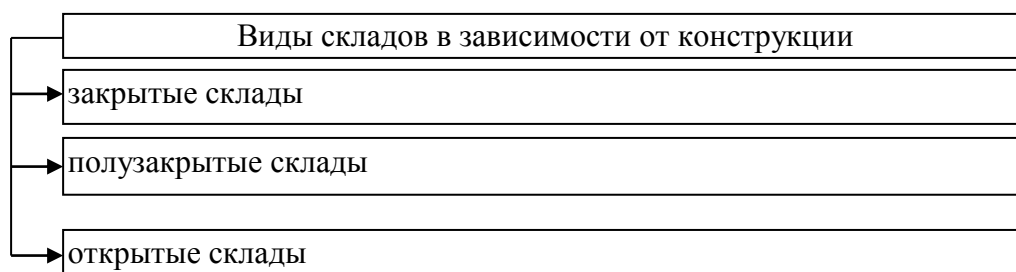 Виды складов в зависимости от конструкции
закрытые склады
полузакрытые склады
открытые склады